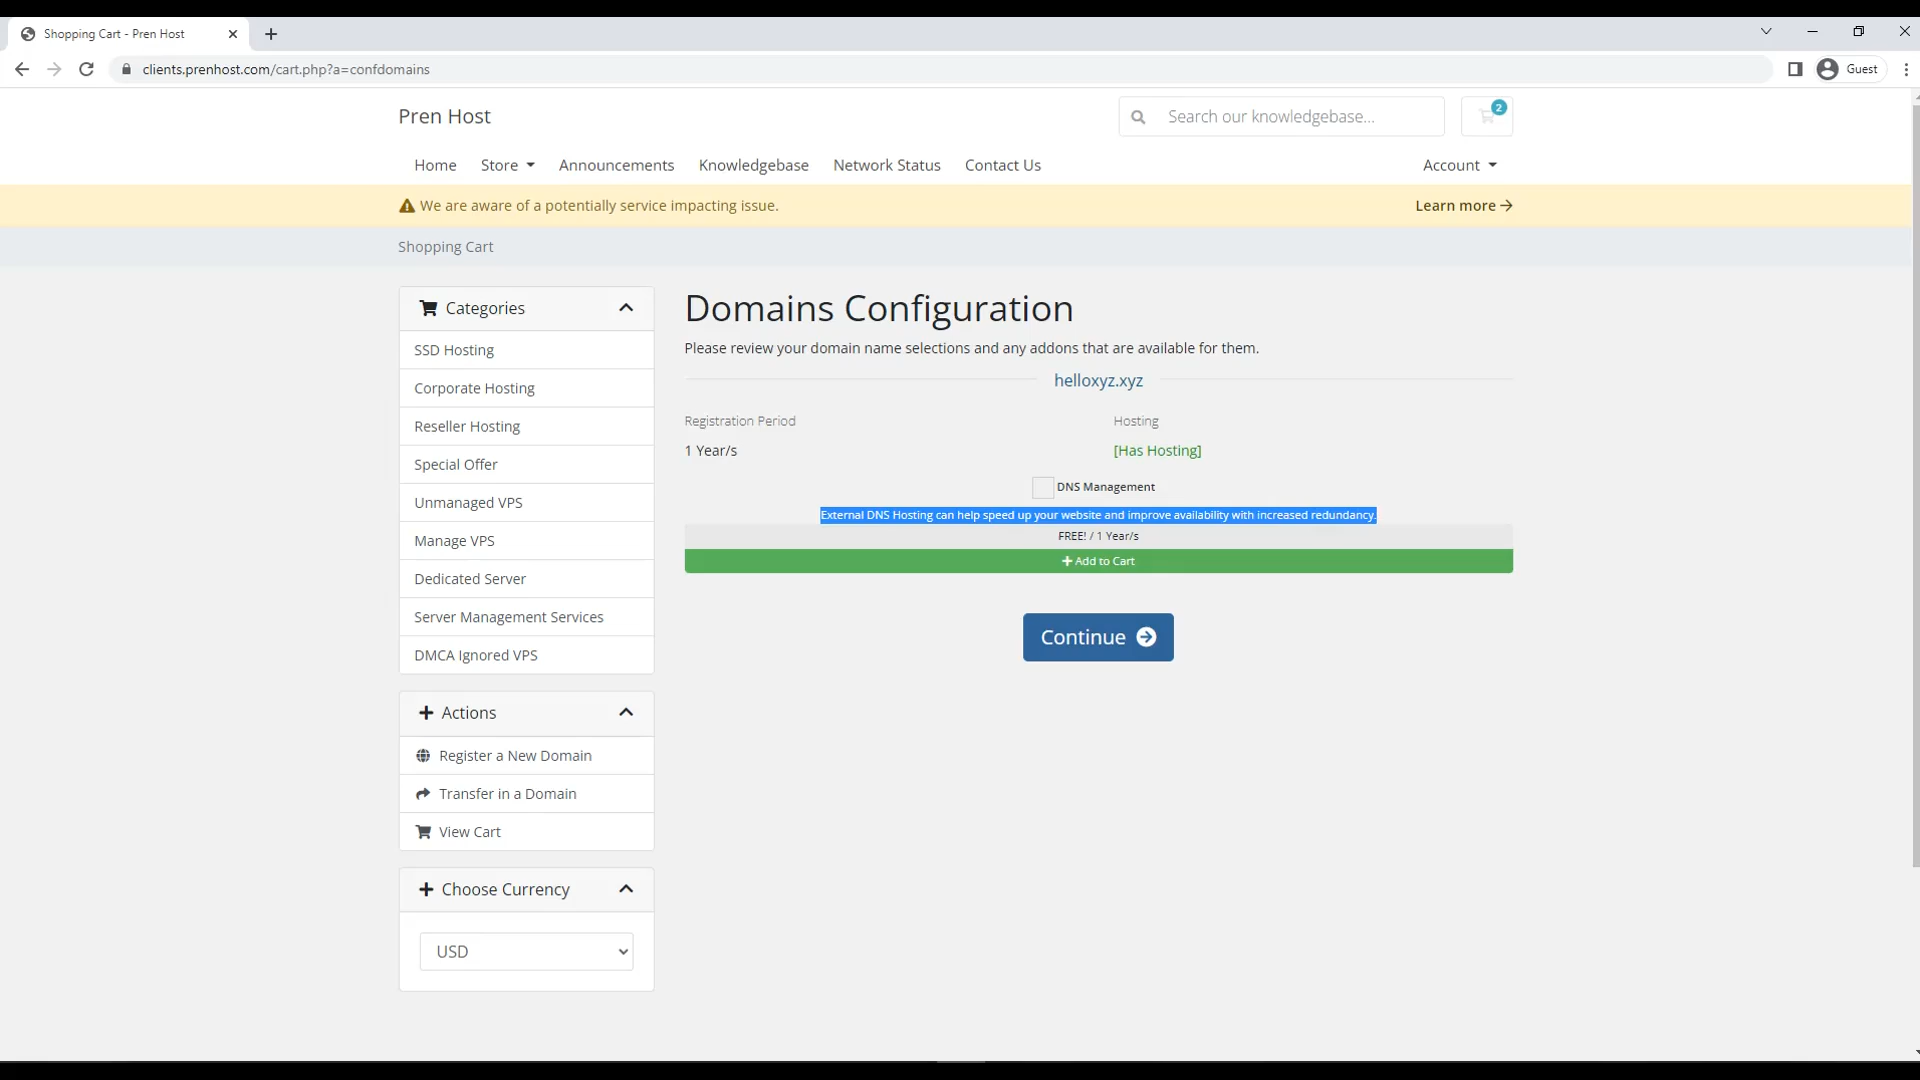 Shopping Cart - Pren Host
clients.prenhost.com/cart.php?a=confdomains
Guest
Pren Host
Search our knowledgebase...
2
Home
Store
Announcements
Knowledgebase
Network Status
Contact Us
Account
We are aware of a potentially service impacting issue.
Learn more
Shopping Cart
Categories
SSD Hosting
Corporate Hosting
Reseller Hosting
Special Offer
Unmanaged VPS
Manage VPS
Dedicated Server
Server Management Services
DMCA Ignored VPS
Actions
Register a New Domain
Transfer in a Domain
View Cart
Choose Currency
USD
Domains Configuration
Please review your domain name selections and any addons that are available for them.
helloxyz.xyz
Registration Period
1 Year/s
Hosting
[Has Hosting]
DNS Management
External DNS Hosting can help speed up your website and improve availability with increased redundancy.
FREE! / 1 Year/s
Add to Cart
Continue